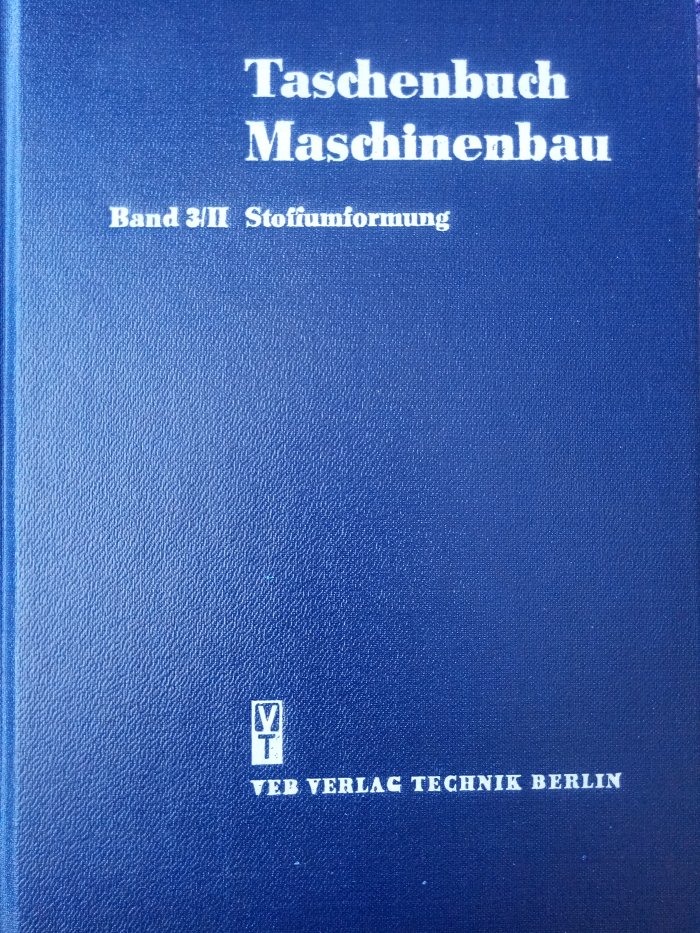 Taschenbuch
Maschinenbau
Band 3/II Stoffumformung
VT
VEB VERLAG TECHNIK BERLIN